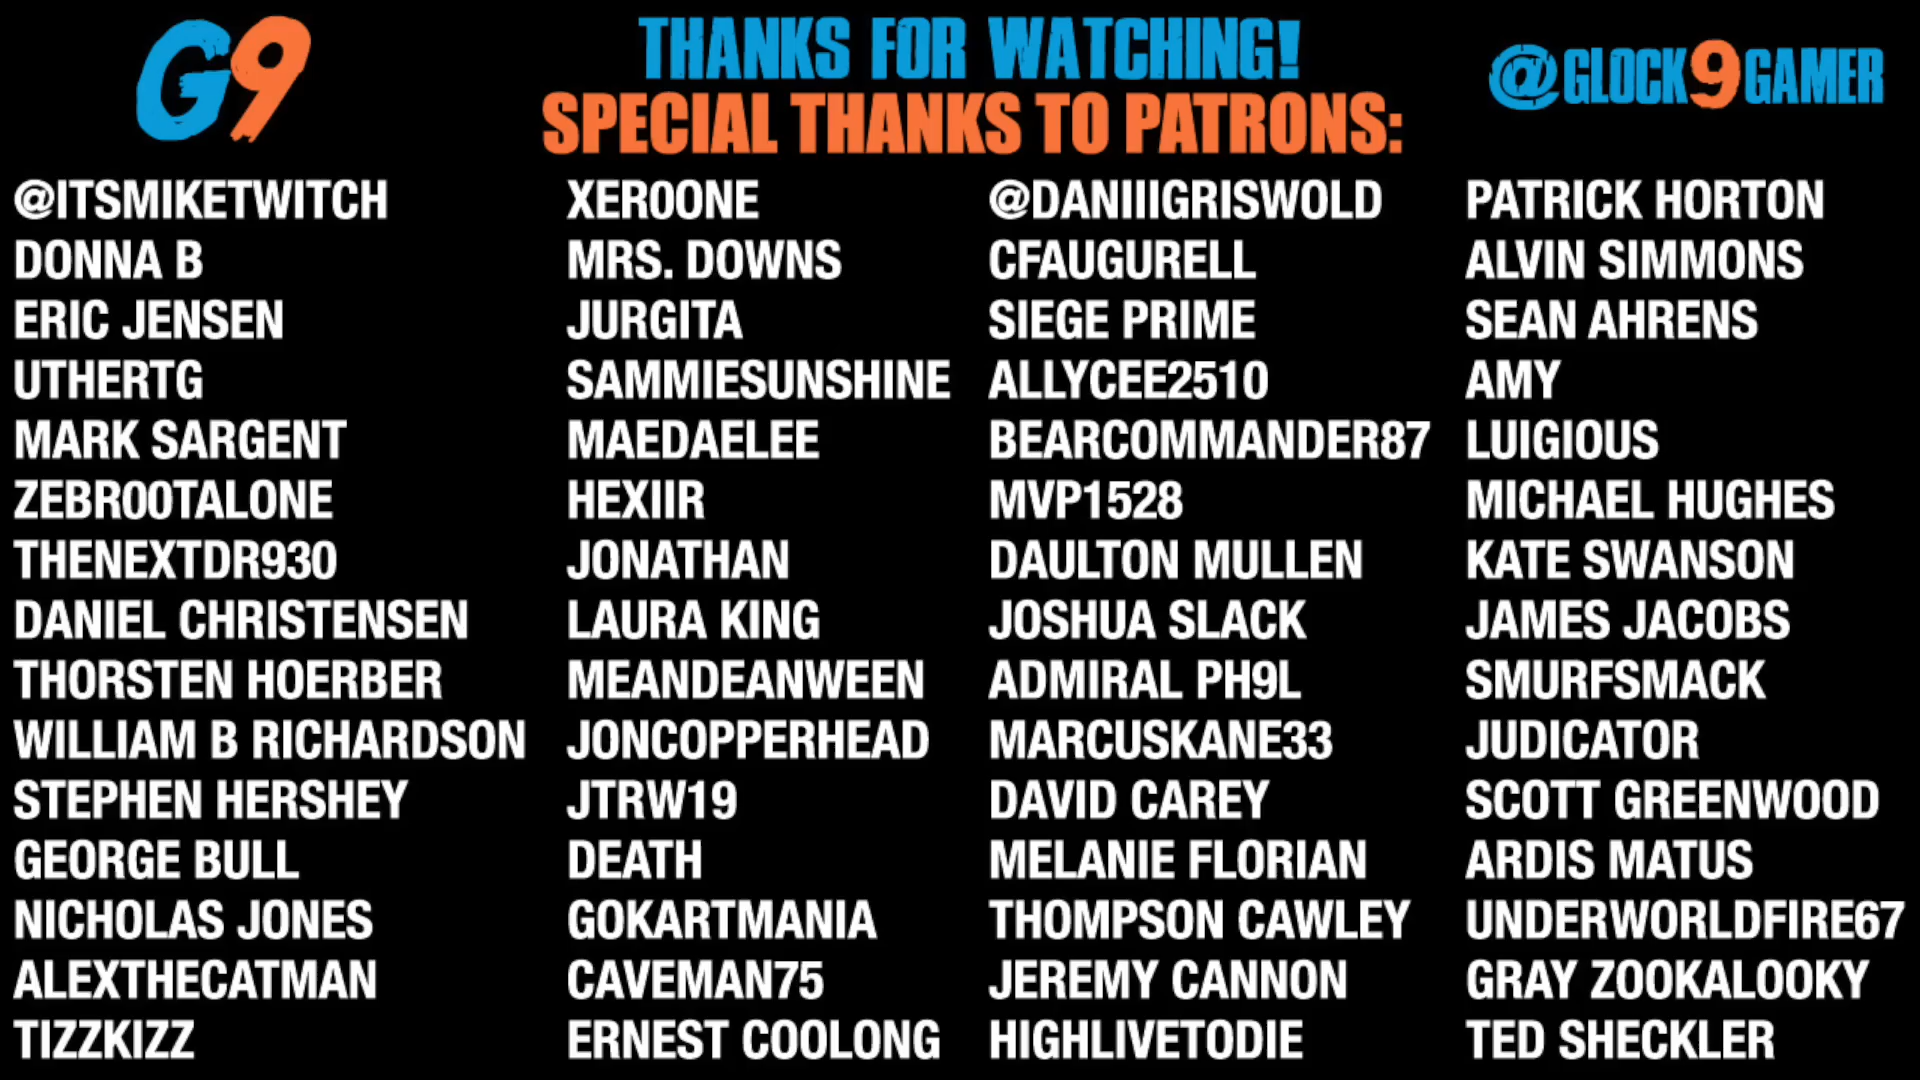 G9
THANKS FOR WATCHING!
SPECIAL THANKS TO PATRONS:
@GLOCK9GAMER
@ITSMIKETWITCH
DONNA B
ERIC JENSEN
UTHERTG
MARK SARGENT
ZEBR00TALONE
THENEXTDR930
DANIEL CHRISTENSEN
THORSTEN HOERBER
WILLIAM B RICHARDSON
STEPHEN HERSHEY
GEORGE BULL
NICHOLAS JONES
ALEXTHECATMAN
TIZZKIZZ
XER0ONE
MRS. DOWNS
JURGITA
SAMMIESUNSHINE
MAEDAELEE
HEXIIR
JONATHAN
LAURA KING
MEANDEANWEEN
JONCOPPERHEAD
JTRW19
DEATH
GOKARTMANIA
CAVEMAN75
ERNEST COOLONG
@DANIIIGRISWOLD
CFAUGURELL
SIEGE PRIME
ALLYCEE2510
BEARCOMMANDER87
MVP1528
DAULTON MULLEN
JOSHUA SLACK
ADMIRAL PH9L
MARCUSKANE33
DAVID CAREY
MELANIE FLORIAN
THOMPSON CAWLEY
JEREMY CANNON
HIGHLIVETODIE
PATRICK HORTON
ALVIN SIMMONS
SEAN AHRENS
AMY
LUIGIOUS
MICHAEL HUGHES
KATE SWANSON
JAMES JACOBS
SMURFSMACK
JUDICATOR
SCOTT GREENWOOD
ARDIS MATUS
UNDERWORLDFIRE67
GRAY ZOOKALOOKY
TED SHECKLER